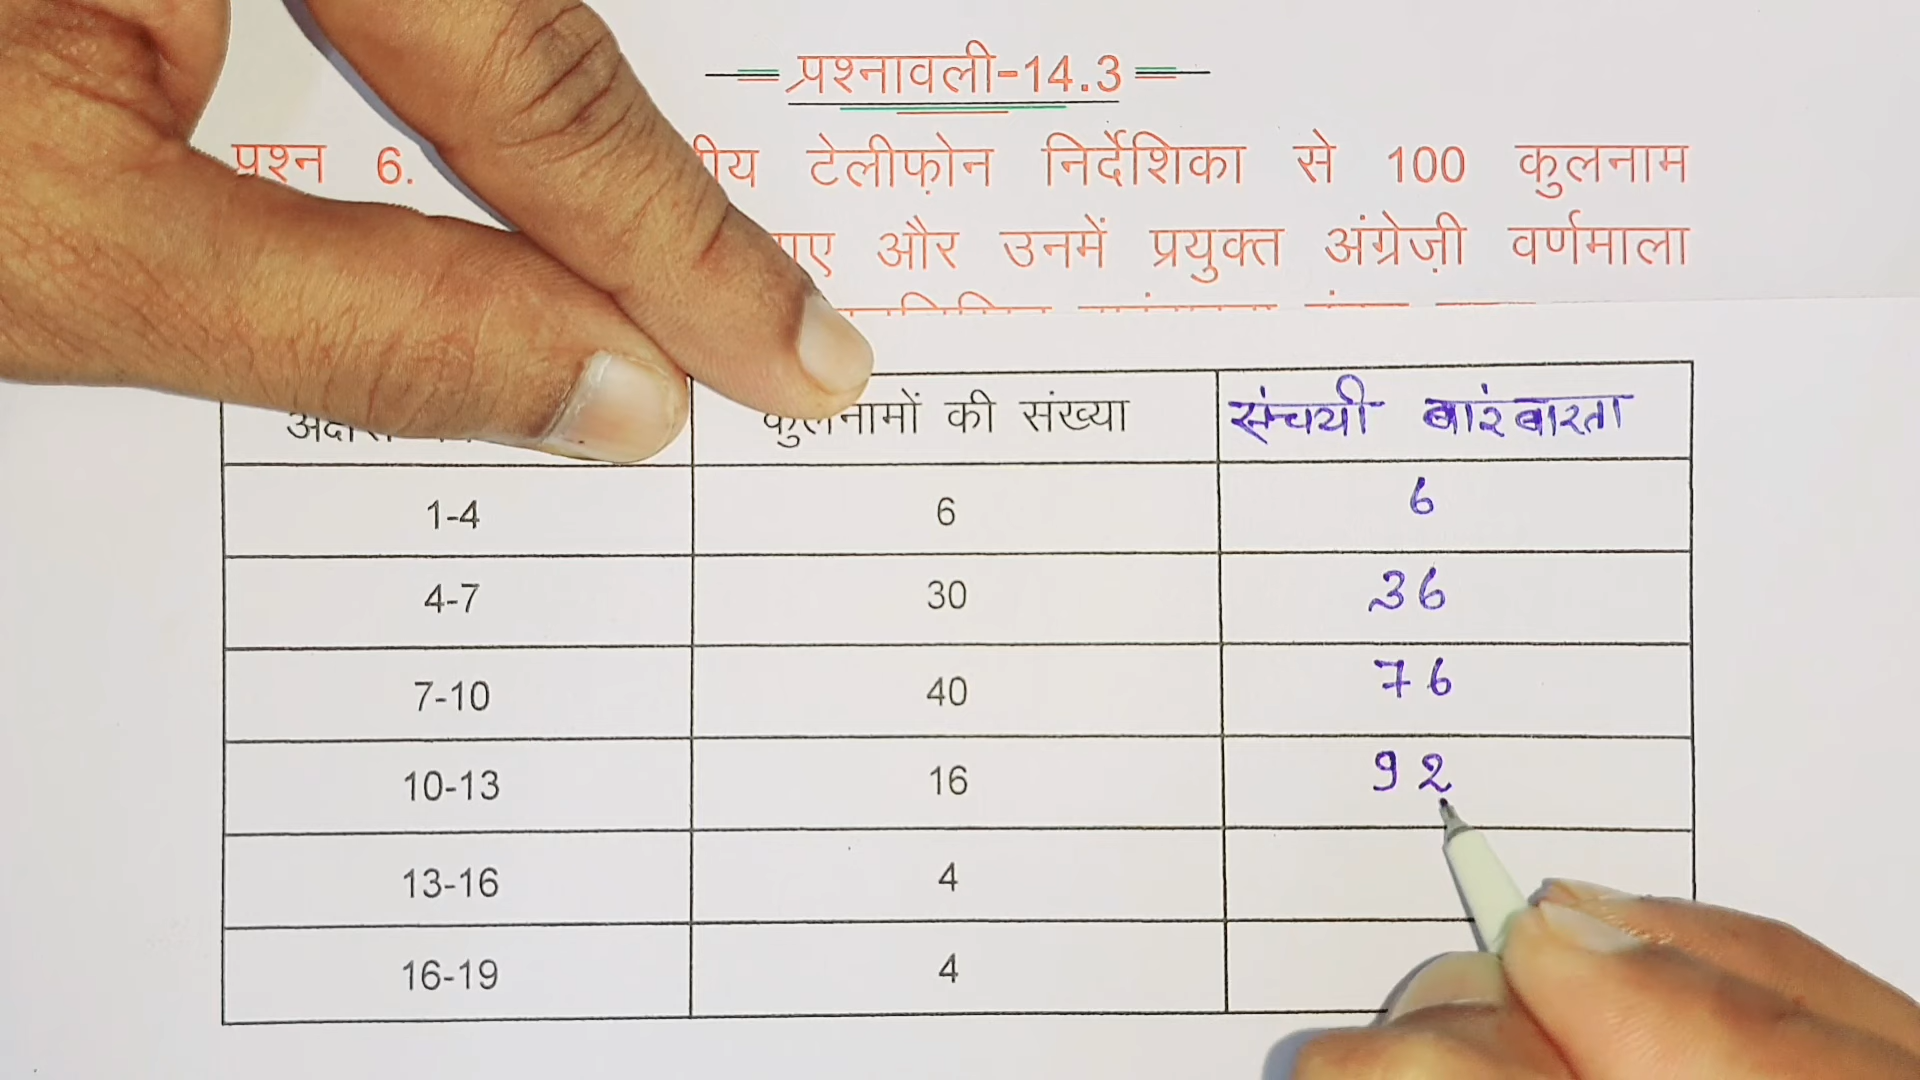 प्रश्नावली-14.3
प्रश्न 6. टेलीफ़ोन निर्देशिका से 100 कुलनाम
और उनमें प्रयुक्त अंग्रेज़ी वर्णमाला
कुलनामों की संख्या संचयी बारंबारता
1-4 6 6
4-7 30 36
7-10 40 76
10-13 16 92
13-16 4
16-19 4